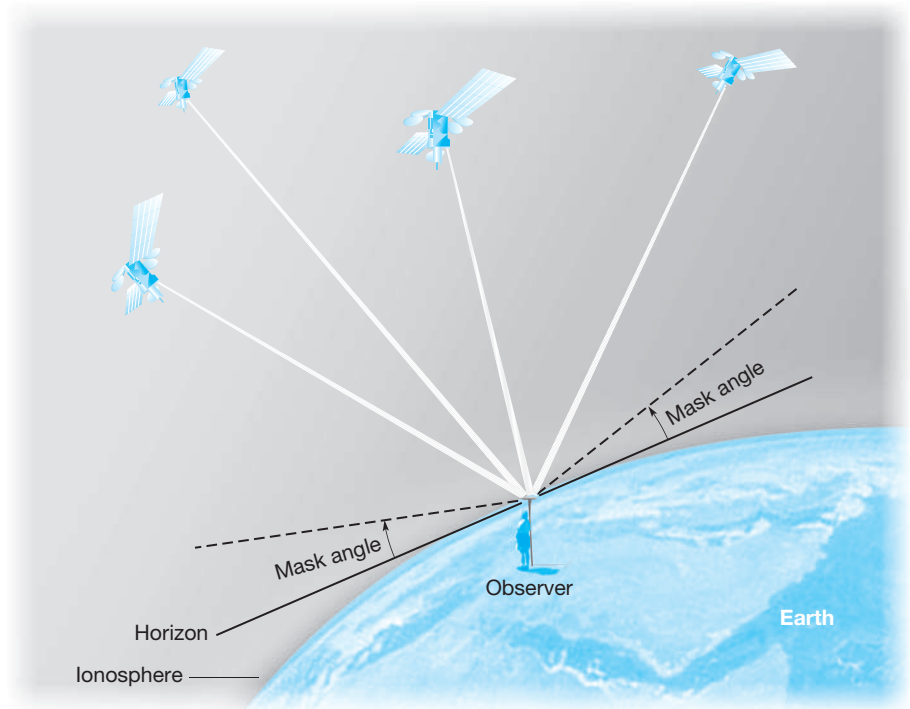 Mask angle
Mask angle
Observer
Earth
Horizon
Ionosphere